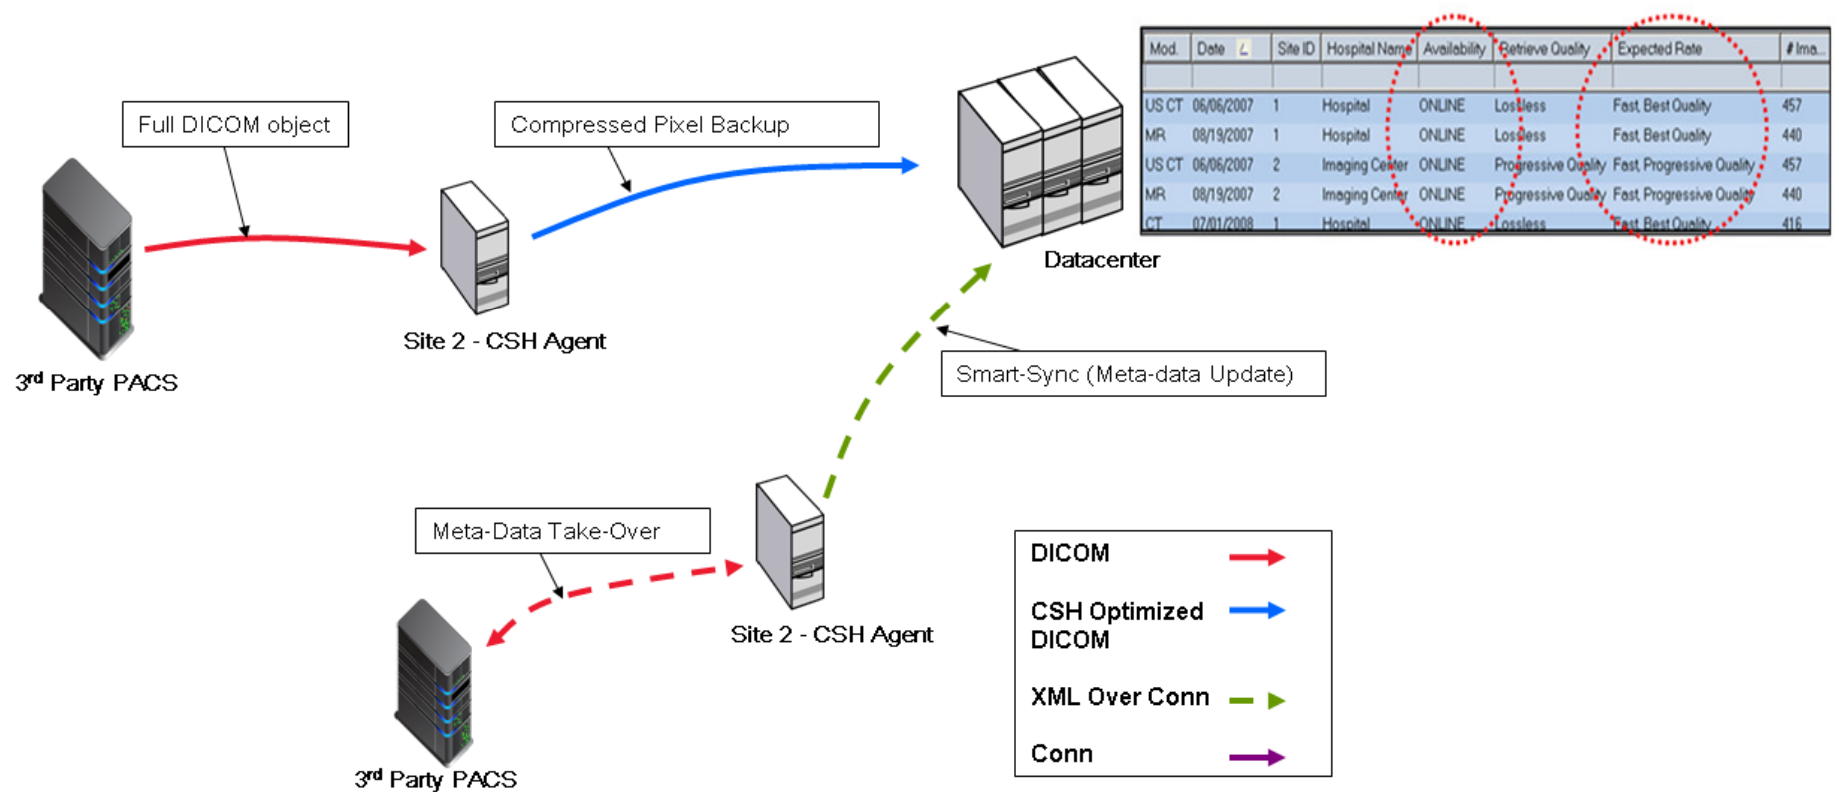 Mod. Date Site ID Hospital Name Availability Retrieve Quality Expected Rate # Ima...
US CT 06/06/2007 1 Hospital ONLINE Lossless Fast, Best Quality 457
MR 08/19/2007 1 Hospital ONLINE Lossless Fast, Best Quality 440
US CT 06/06/2007 2 Imaging Center ONLINE Progressive Quality Fast, Progressive Quality 457
MR 08/19/2007 2 Imaging Center ONLINE Progressive Quality Fast, Progressive Quality 440
CT 07/01/2008 1 Hospital ONLINE Lossless Fast, Best Quality 416
Full DICOM object
Compressed Pixel Backup
Datacenter
Site 2 - CSH Agent
3rd Party PACS
Smart-Sync (Meta-data Update)
Meta-Data Take-Over
Site 2 - CSH Agent
3rd Party PACS
DICOM
CSH Optimized
DICOM
XML Over Conn
Conn